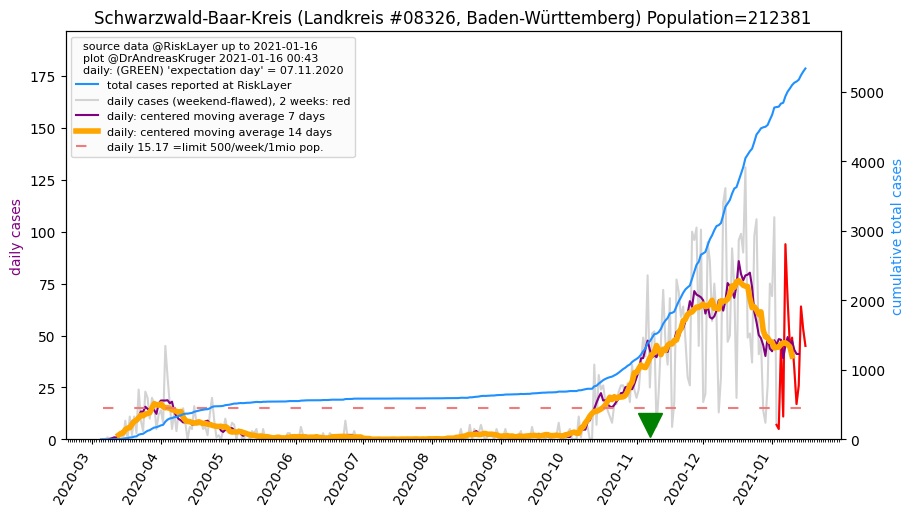 Schwarzwald-Baar-Kreis (Landkreis #08326, Baden-Württemberg) Population=212381
source data @RiskLayer up to 2021-01-16
plot @DrAndreasKruger 2021-01-16 00:43
daily: (GREEN) 'expectation day' = 07.11.2020
total cases reported at RiskLayer
daily cases (weekend-flawed), 2 weeks: red
daily: centered moving average 7 days
daily: centered moving average 14 days
daily 15.17 =limit 500/week/1mio pop.
daily cases
175
150
125
100
75
50
25
0
cumulative total cases
5000
4000
3000
2000
1000
0
2020-03
2020-04
2020-05
2020-06
2020-07
2020-08
2020-09
2020-10
2020-11
2020-12
2021-01